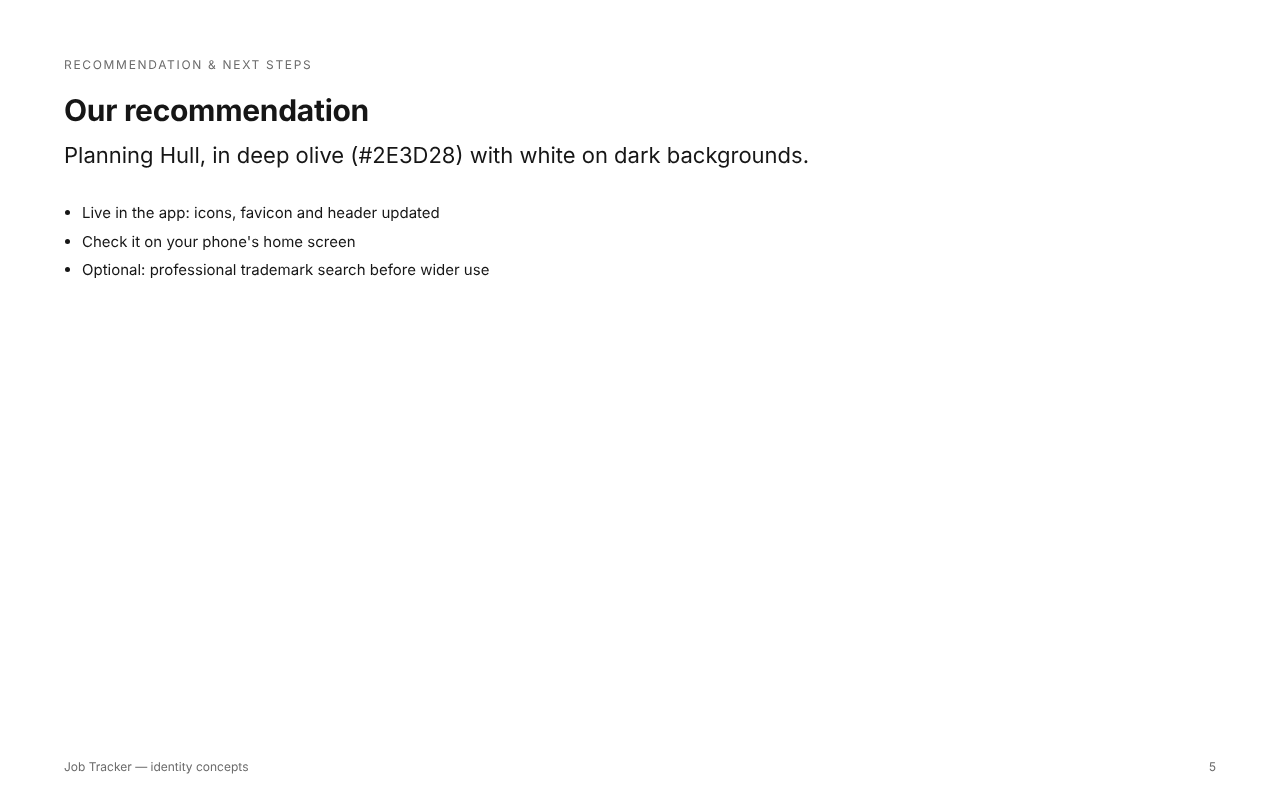 RECOMMENDATION & NEXT STEPS
Our recommendation
Planning Hull, in deep olive (#2E3D28) with white on dark backgrounds.
• Live in the app: icons, favicon and header updated
• Check it on your phone's home screen
• Optional: professional trademark search before wider use
Job Tracker — identity concepts
5